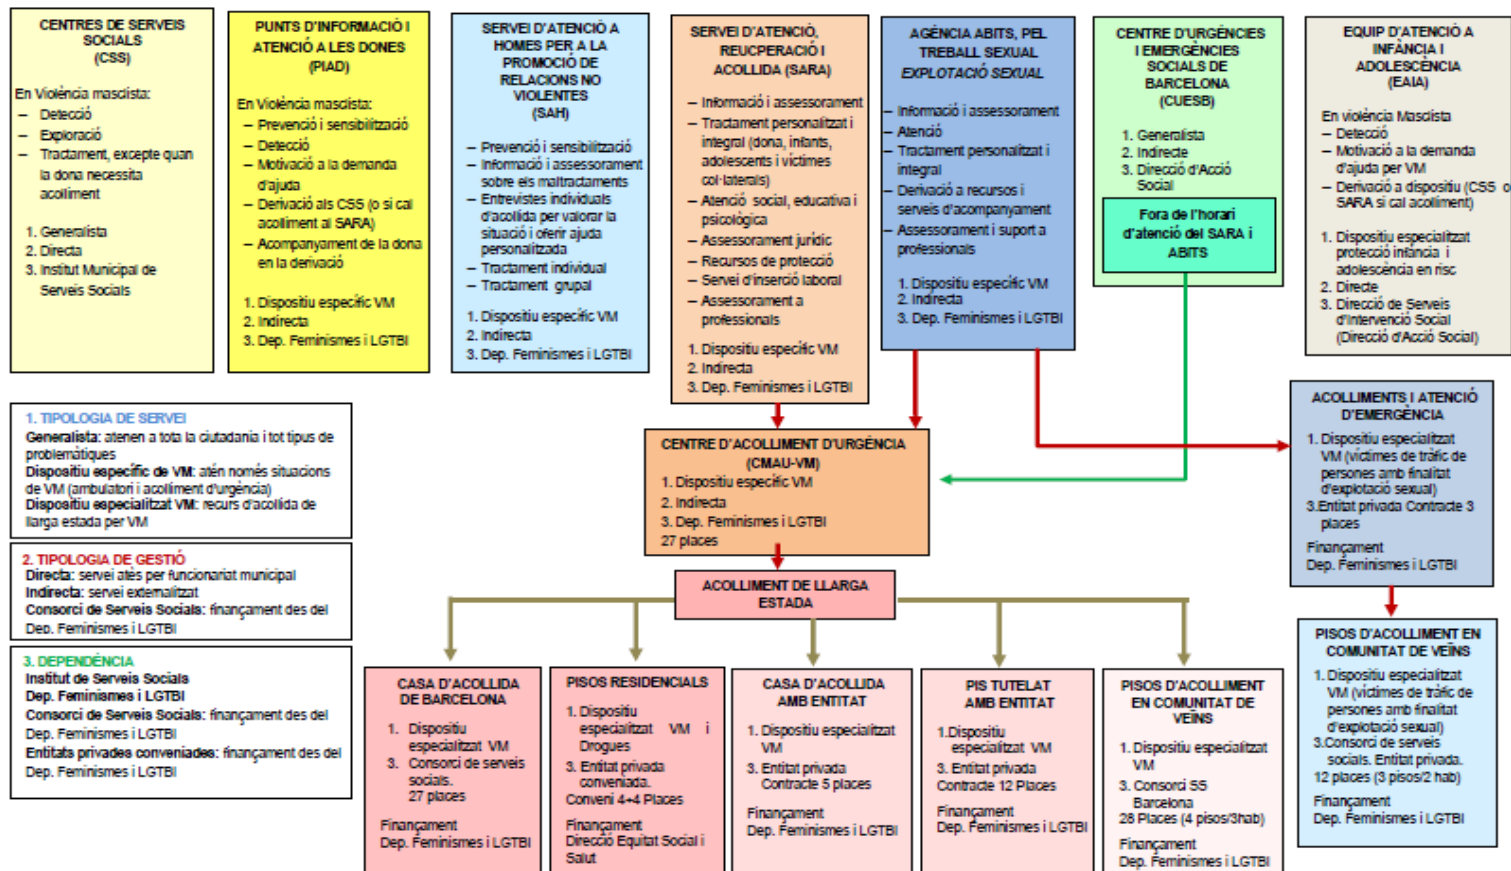 CENTRES DE SERVEIS
SOCIALS
(CSS)
En Violència masclista:
– Detecció
– Exploració
– Tractament, excepte quan
la dona necessita
acolliment
1. Generalista
2. Directa
3. Institut Municipal de
Serveis Socials
PUNTS D'INFORMACIÓ I
ATENCIÓ A LES DONES
(PIAD)
En Violència masclista:
– Prevenció i sensibilització
– Detecció
– Motivació a la demanda
d'ajuda
– Derivació als CSS (o si cal
acolliment al SARA)
– Acompanyament de la dona
en la derivació
1. Dispositiu específic VM
2. Indirecta
3. Dep. Feminismes i LGTBI
SERVEI D'ATENCIÓ A
HOMES PER A LA
PROMOCIÓ DE
RELACIONS NO
VIOLENTES
(SAH)
– Prevenció i sensibilització
– Informació i assessorament
sobre els maltractaments
– Entrevistes individuals
d'acollida per valorar la
situació i oferir ajuda
personalitzada
– Tractament individual
– Tractament grupal
1. Dispositiu específic VM
2. Indirecta
3. Dep. Feminismes i LGTBI
SERVEI D'ATENCIÓ,
REUCPERACIÓ I
ACOLLIDA (SARA)
– Informació i assessorament
– Tractament personalitzat i
integral (dona, infants,
adolescents i víctimes
col·laterals)
– Atenció social, educativa i
psicològica
– Assessorament jurídic
– Recursos de protecció
– Servei d'inserció laboral
– Assessorament a
professionals
1. Dispositiu específic VM
2. Indirecta
3. Dep. Feminismes i LGTBI
AGÈNCIA ABITS, PEL
TREBALL SEXUAL
EXPLOTACIÓ SEXUAL
– Informació i assessorament
– Atenció
– Tractament personalitzat i
integral
– Derivació a recursos i
serveis d'acompanyament
– Assessorament i suport a
professionals
1. Dispositiu específic VM
2. Indirecta
3. Dep. Feminismes i LGTBI
CENTRE D'URGÈNCIES
I EMERGÈNCIES
SOCIALS DE
BARCELONA
(CUESB)
1. Generalista
2. Indirecte
3. Direcció d'Acció
Social
Fora de l'horari
d'atenció del SARA i
ABITS
EQUIP D'ATENCIÓ A
INFÀNCIA I
ADOLESCÈNCIA
(EAIA)
En violència Masclista
– Detecció
– Motivació a la demanda
d'ajuda per VM
– Derivació a dispositiu (CSS o
SARA si cal acolliment)
1. Dispositiu especialitzat
protecció infància i
adolescència en risc
2. Directe
3. Direcció de Serveis
d'Intervenció Social
(Direcció d'Acció Social)
1. TIPOLOGIA DE SERVEI
Generalista: atenen a tota la ciutadania i tot tipus de
problemàtiques
Dispositiu específic de VM: atén només situacions
de VM (ambulatori i acolliment d'urgència)
Dispositiu especialitzat VM: recurs d'acollida de
llarga estada per VM
2. TIPOLOGIA DE GESTIÓ
Directa: servei atès per funcionariat municipal
Indirecta: servei externalitzat
Consorci de Serveis Socials: finançament des del
Dep. Feminismes i LGTBI
3. DEPENDÈNCIA
Institut de Serveis Socials
Dep. Feminismes i LGTBI
Consorci de Serveis Socials: finançament des del
Dep. Feminismes i LGTBI
Entitats privades conveniades: finançament des del
Dep. Feminismes i LGTBI
CENTRE D'ACOLLIMENT D'URGÈNCIA
(CMAU-VM)
1. Dispositiu específic VM
2. Indirecta
3. Dep. Feminismes i LGTBI
27 places
ACOLLIMENT DE LLARGA
ESTADA
ACOLLIMENTS I ATENCIÓ
D'EMERGÈNCIA
1. Dispositiu especialitzat
VM (víctimes de tràfic de
persones amb finalitat
d'explotació sexual)
3.Entitat privada Contracte 3
places
Finançament
Dep. Feminismes i LGTBI
CASA D'ACOLLIDA
DE BARCELONA
1. Dispositiu
especialitzat VM
3. Consorci de serveis
socials.
27 places
Finançament
Dep. Feminismes i LGTBI
PISOS RESIDENCIALS
1. Dispositiu
especialitzat VM i
Drogues
3. Entitat privada
conveniada.
Conveni 4+4 Places
Finançament
Direcció Equitat Social i
Salut
CASA D'ACOLLIDA
AMB ENTITAT
1. Dispositiu especialitzat
VM
3. Entitat privada
Contracte 5 places
Finançament
Dep. Feminismes i LGTBI
PIS TUTELAT
AMB ENTITAT
1.Dispositiu
especialitzat VM
3. Entitat privada
Contracte 12 Places
Finançament
Dep. Feminismes i LGTBI
PISOS D'ACOLLIMENT
EN COMUNITAT DE
VEÏNS
1. Dispositiu especialitzat
VM
3. Consorci SS
Barcelona
28 Places (4 pisos/3hab)
Finançament
Dep. Feminismes i LGTBI
PISOS D'ACOLLIMENT EN
COMUNITAT DE VEÏNS
1. Dispositiu especialitzat
VM (víctimes de tràfic de
persones amb finalitat
d'explotació sexual)
3.Consorci de serveis
socials. Entitat privada.
12 places (3 pisos/2 hab)
Finançament
Dep. Feminismes i LGTBI